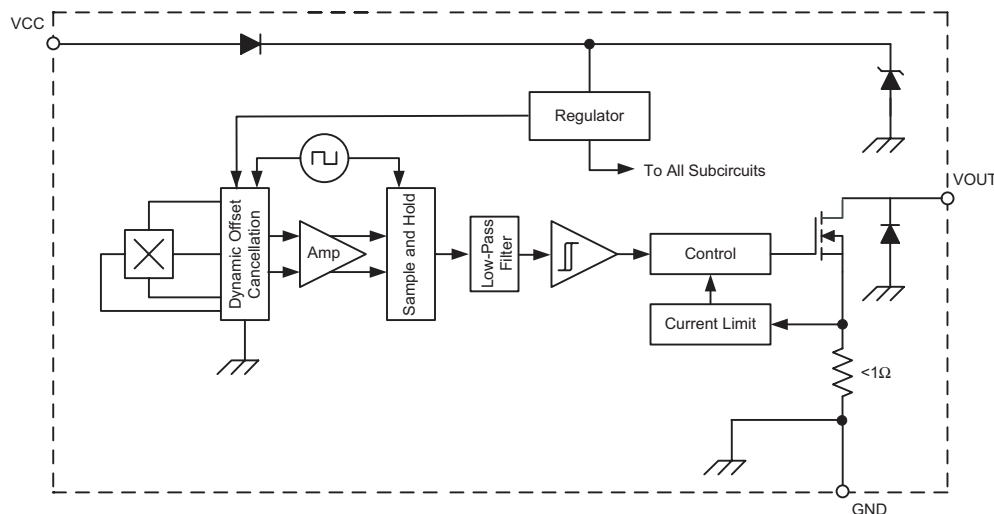 VCC
Regulator
To All Subcircuits
VOUT
Dynamic Offset
Cancellation
Amp
Sample and Hold
Low-Pass
Filter
Control
Current Limit
<1Ω
GND